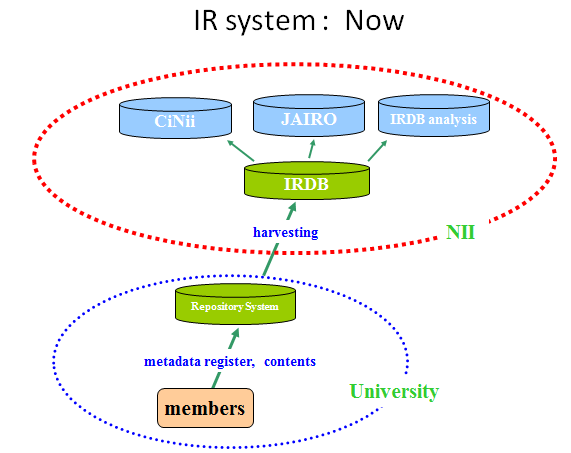 IR system : Now
CiNii
JAIRO
IRDB analysis
IRDB
harvesting
NII
Repository System
metadata register, contents
University
members